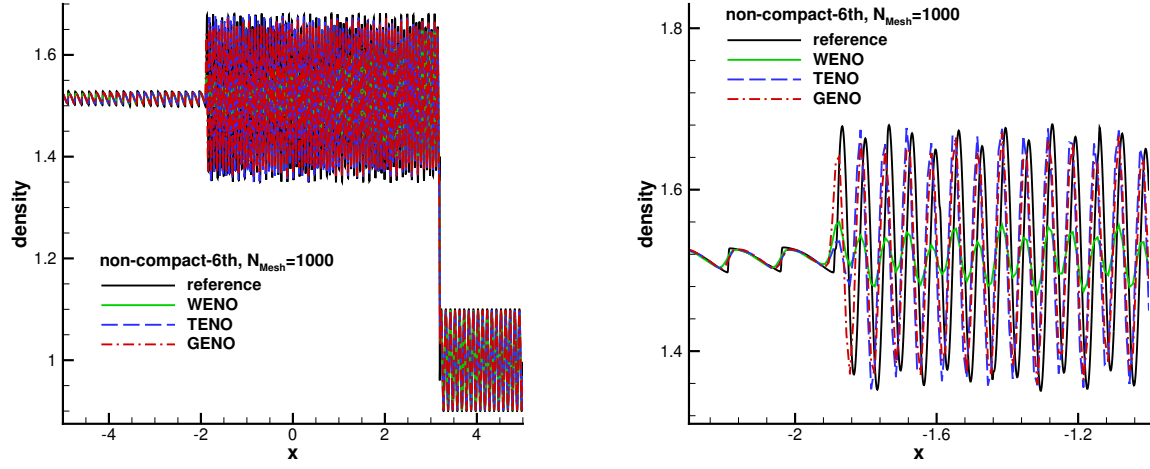 non-compact-6th, N_Mesh=1000
reference
WENO
TENO
GENO
density
1.6
1.4
1.2
1
-4
-2
0
2
4
x
non-compact-6th, N_Mesh=1000
reference
WENO
TENO
GENO
density
1.8
1.6
1.4
-2
-1.6
-1.2
x